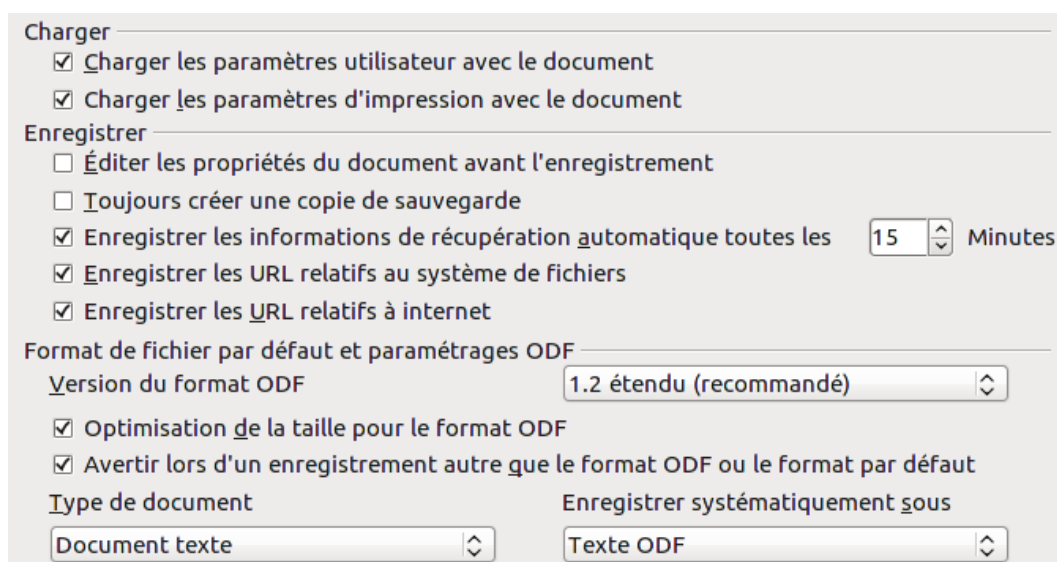 Charger
Charger les paramètres utilisateur avec le document
Charger les paramètres d'impression avec le document
Enregistrer
Éditer les propriétés du document avant l'enregistrement
Toujours créer une copie de sauvegarde
Enregistrer les informations de récupération automatique toutes les 15 Minutes
Enregistrer les URL relatifs au système de fichiers
Enregistrer les URL relatifs à internet
Format de fichier par défaut et paramétrages ODF
Version du format ODF 1.2 étendu (recommandé)
Optimisation de la taille pour le format ODF
Avertir lors d'un enregistrement autre que le format ODF ou le format par défaut
Type de document Enregistrer systématiquement sous
Document texte Texte ODF